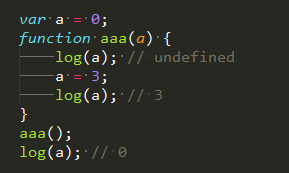 var a = 0;
function aaa(a) {
    log(a); // undefined
    a = 3;
    log(a); // 3
}
aaa();
log(a); // 0